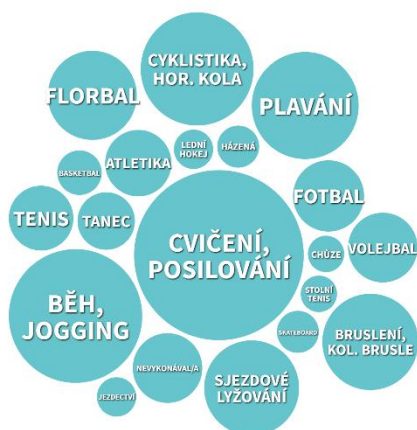 CYKLISTIKA,
HOR. KOLA
FLORBAL
PLAVÁNÍ
LEDNÍ
HOKEJ
HÁZENÁ
ATLETIKA
BASKETBAL
FOTBAL
TENIS
TANEC
CVIČENÍ,
POSILOVÁNÍ
CHŮZE
VOLEJBAL
STOLNÍ
TENIS
BĚH,
JOGGING
SKATEBOARD
BRUSLENÍ,
KOL. BRUSLE
NEVYKONÁVAL/A
SJEZDOVÉ
LYŽOVÁNÍ
JEZDECTVÍ